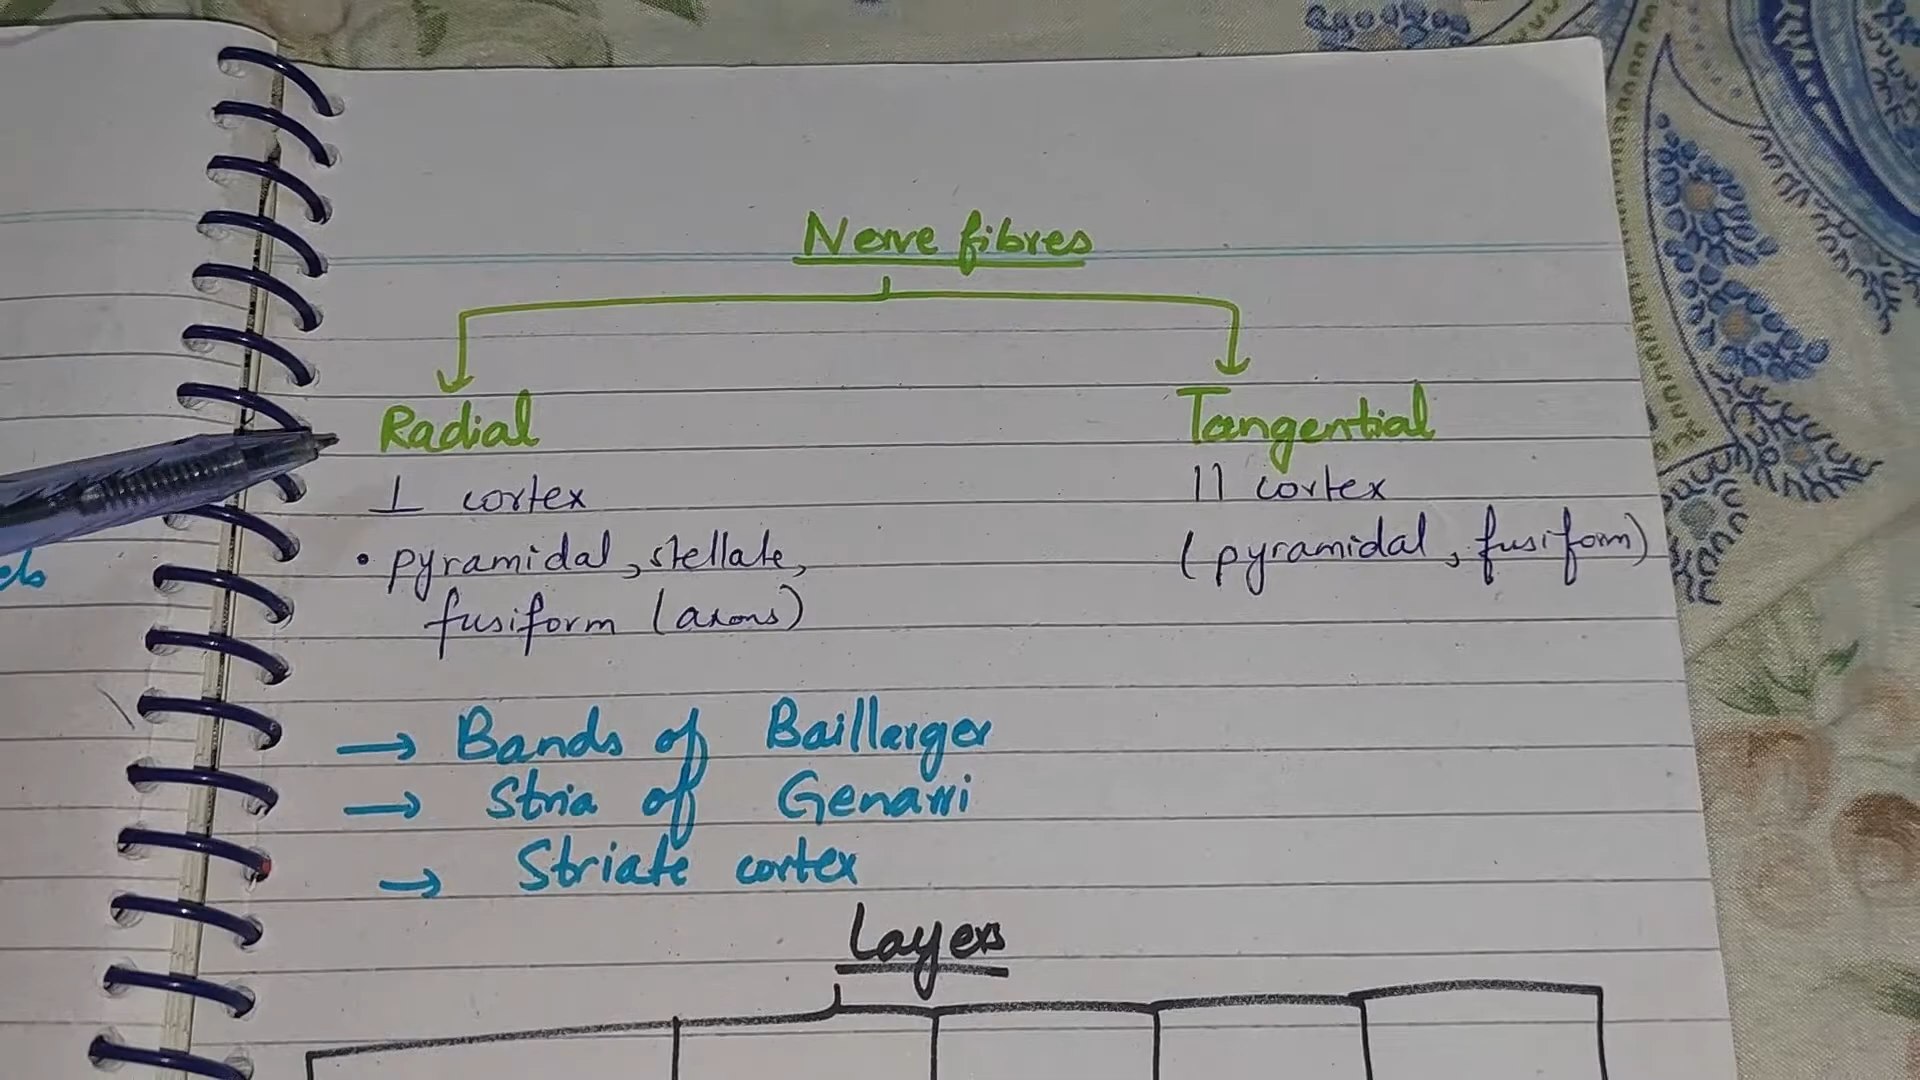 Nerve fibres
Radial
Tangential
⊥ cortex
|| cortex
• pyramidal, stellate,
fusiform (axons)
(pyramidal, fusiform)
→ Bands of Baillarger
→ Stria of Genarri
→ Striate cortex
Layers